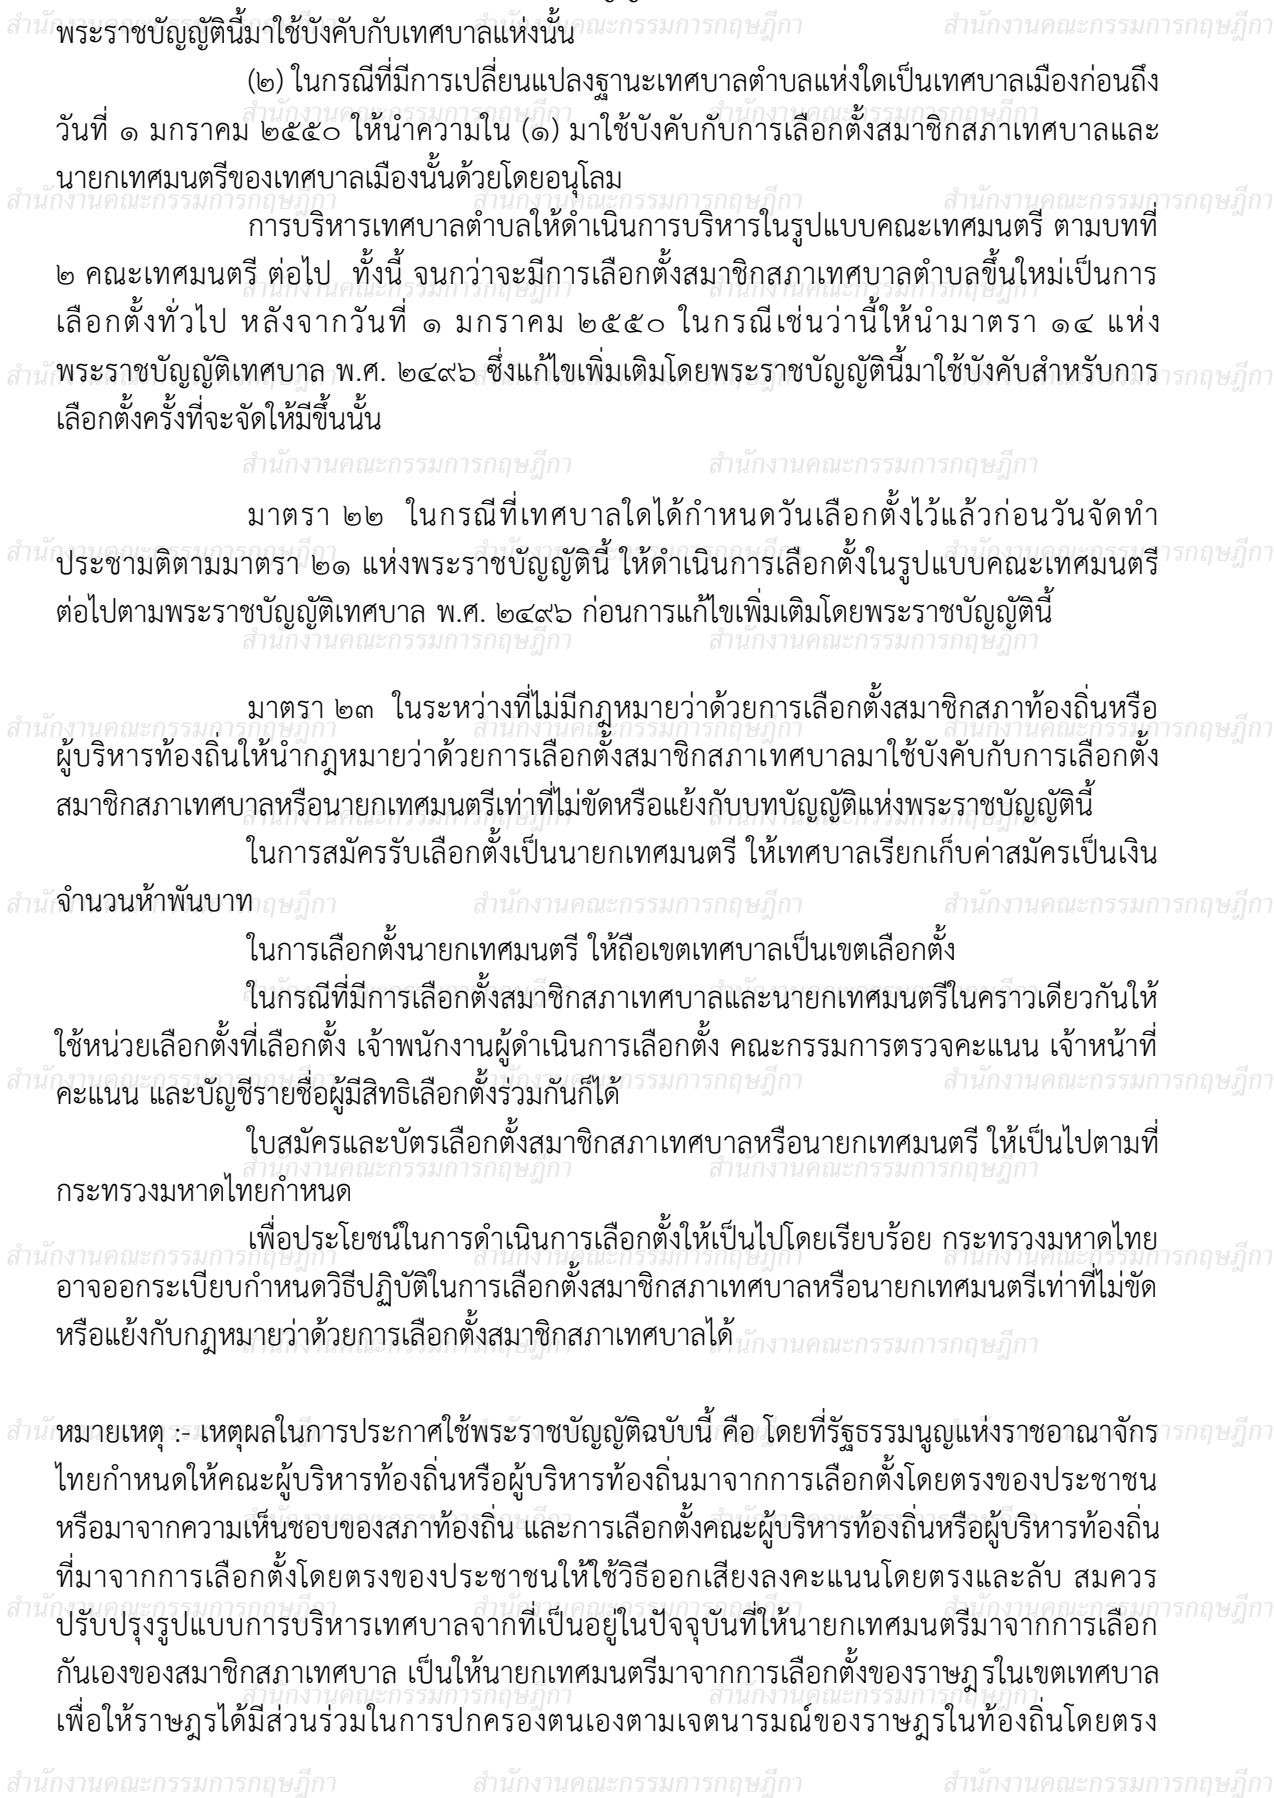 พระราชบัญญัตินี้มาใช้บังคับกับเทศบาลแห่งนั้น
(๒) ในกรณีที่มีการเปลี่ยนแปลงฐานะเทศบาลตำบลแห่งใดเป็นเทศบาลเมืองก่อนถึง
วันที่ ๑ มกราคม ๒๕๕๐ ให้นำความใน (๑) มาใช้บังคับกับการเลือกตั้งสมาชิกสภาเทศบาลและ
นายกเทศมนตรีของเทศบาลเมืองนั้นด้วยโดยอนุโลม
การบริหารเทศบาลตำบลให้ดำเนินการบริหารในรูปแบบคณะเทศมนตรี ตามบทที่
๒ คณะเทศมนตรี ต่อไป ทั้งนี้ จนกว่าจะมีการเลือกตั้งสมาชิกสภาเทศบาลตำบลขึ้นใหม่เป็นการ
เลือกตั้งทั่วไป หลังจากวันที่ ๑ มกราคม ๒๕๕๐ ในกรณีเช่นว่านี้ให้นำมาตรา ๑๔ แห่ง
พระราชบัญญัติเทศบาล พ.ศ. ๒๔๙๖ ซึ่งแก้ไขเพิ่มเติมโดยพระราชบัญญัตินี้มาใช้บังคับสำหรับการ
เลือกตั้งครั้งที่จะจัดให้มีขึ้นนั้น
มาตรา ๒๒ ในกรณีที่เทศบาลใดได้กำหนดวันเลือกตั้งไว้แล้วก่อนวันจัดทำ
ประชามติตามมาตรา ๒๑ แห่งพระราชบัญญัตินี้ ให้ดำเนินการเลือกตั้งในรูปแบบคณะเทศมนตรี
ต่อไปตามพระราชบัญญัติเทศบาล พ.ศ. ๒๔๙๖ ก่อนการแก้ไขเพิ่มเติมโดยพระราชบัญญัตินี้
มาตรา ๒๓ ในระหว่างที่ไม่มีกฎหมายว่าด้วยการเลือกตั้งสมาชิกสภาท้องถิ่นหรือ
ผู้บริหารท้องถิ่นให้นำกฎหมายว่าด้วยการเลือกตั้งสมาชิกสภาเทศบาลมาใช้บังคับกับการเลือกตั้ง
สมาชิกสภาเทศบาลหรือนายกเทศมนตรีเท่าที่ไม่ขัดหรือแย้งกับบทบัญญัติแห่งพระราชบัญญัตินี้
ในการสมัครรับเลือกตั้งเป็นนายกเทศมนตรี ให้เทศบาลเรียกเก็บค่าสมัครเป็นเงิน
จำนวนห้าพันบาท
ในการเลือกตั้งนายกเทศมนตรี ให้ถือเขตเทศบาลเป็นเขตเลือกตั้ง
ในกรณีที่มีการเลือกตั้งสมาชิกสภาเทศบาลและนายกเทศมนตรีในคราวเดียวกันให้
ใช้หน่วยเลือกตั้งที่เลือกตั้ง เจ้าพนักงานผู้ดำเนินการเลือกตั้ง คณะกรรมการตรวจคะแนน เจ้าหน้าที่
คะแนน และบัญชีรายชื่อผู้มีสิทธิเลือกตั้งร่วมกันก็ได้
ใบสมัครและบัตรเลือกตั้งสมาชิกสภาเทศบาลหรือนายกเทศมนตรี ให้เป็นไปตามที่
กระทรวงมหาดไทยกำหนด
เพื่อประโยชน์ในการดำเนินการเลือกตั้งให้เป็นไปโดยเรียบร้อย กระทรวงมหาดไทย
อาจออกระเบียบกำหนดวิธีปฏิบัติในการเลือกตั้งสมาชิกสภาเทศบาลหรือนายกเทศมนตรีเท่าที่ไม่ขัด
หรือแย้งกับกฎหมายว่าด้วยการเลือกตั้งสมาชิกสภาเทศบาลได้
หมายเหตุ :- เหตุผลในการประกาศใช้พระราชบัญญัติฉบับนี้ คือ โดยที่รัฐธรรมนูญแห่งราชอาณาจักร
ไทยกำหนดให้คณะผู้บริหารท้องถิ่นหรือผู้บริหารท้องถิ่นมาจากการเลือกตั้งโดยตรงของประชาชน
หรือมาจากความเห็นชอบของสภาท้องถิ่น และการเลือกตั้งคณะผู้บริหารท้องถิ่นหรือผู้บริหารท้องถิ่น
ที่มาจากการเลือกตั้งโดยตรงของประชาชนให้ใช้วิธีออกเสียงลงคะแนนโดยตรงและลับ สมควร
ปรับปรุงรูปแบบการบริหารเทศบาลจากที่เป็นอยู่ในปัจจุบันที่ให้นายกเทศมนตรีมาจากการเลือก
กันเองของสมาชิกสภาเทศบาล เป็นให้นายกเทศมนตรีมาจากการเลือกตั้งของราษฎรในเขตเทศบาล
เพื่อให้ราษฎรได้มีส่วนร่วมในการปกครองตนเองตามเจตนารมณ์ของราษฎรในท้องถิ่นโดยตรง
สำนักงานคณะกรรมการกฤษฎีกา สำนักงานคณะกรรมการกฤษฎีกา สำนักงานคณะกรรมการกฤษฎีกา